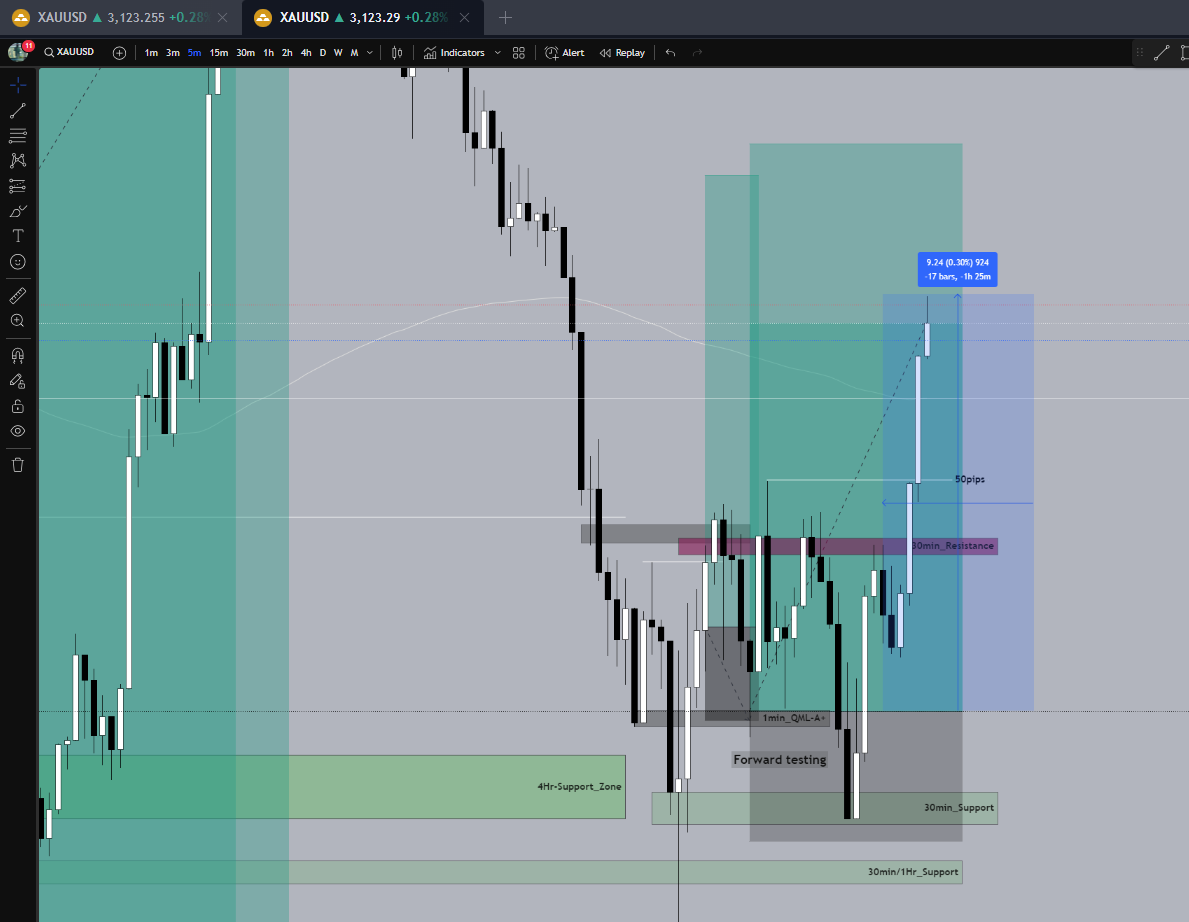 XAUUSD ▲ 3,123.255 +0.28%
XAUUSD ▲ 3,123.29 +0.28%
11
XAUUSD
1m 3m 5m 15m 30m 1h 2h 4h D W M
Indicators
Alert
Replay
9.24 (0.30%) 924
-17 bars, -1h 25m
50pips
30min_Resistance
1min_QML-A+
Forward testing
4Hr-Support_Zone
30min_Support
30min/1Hr_Support